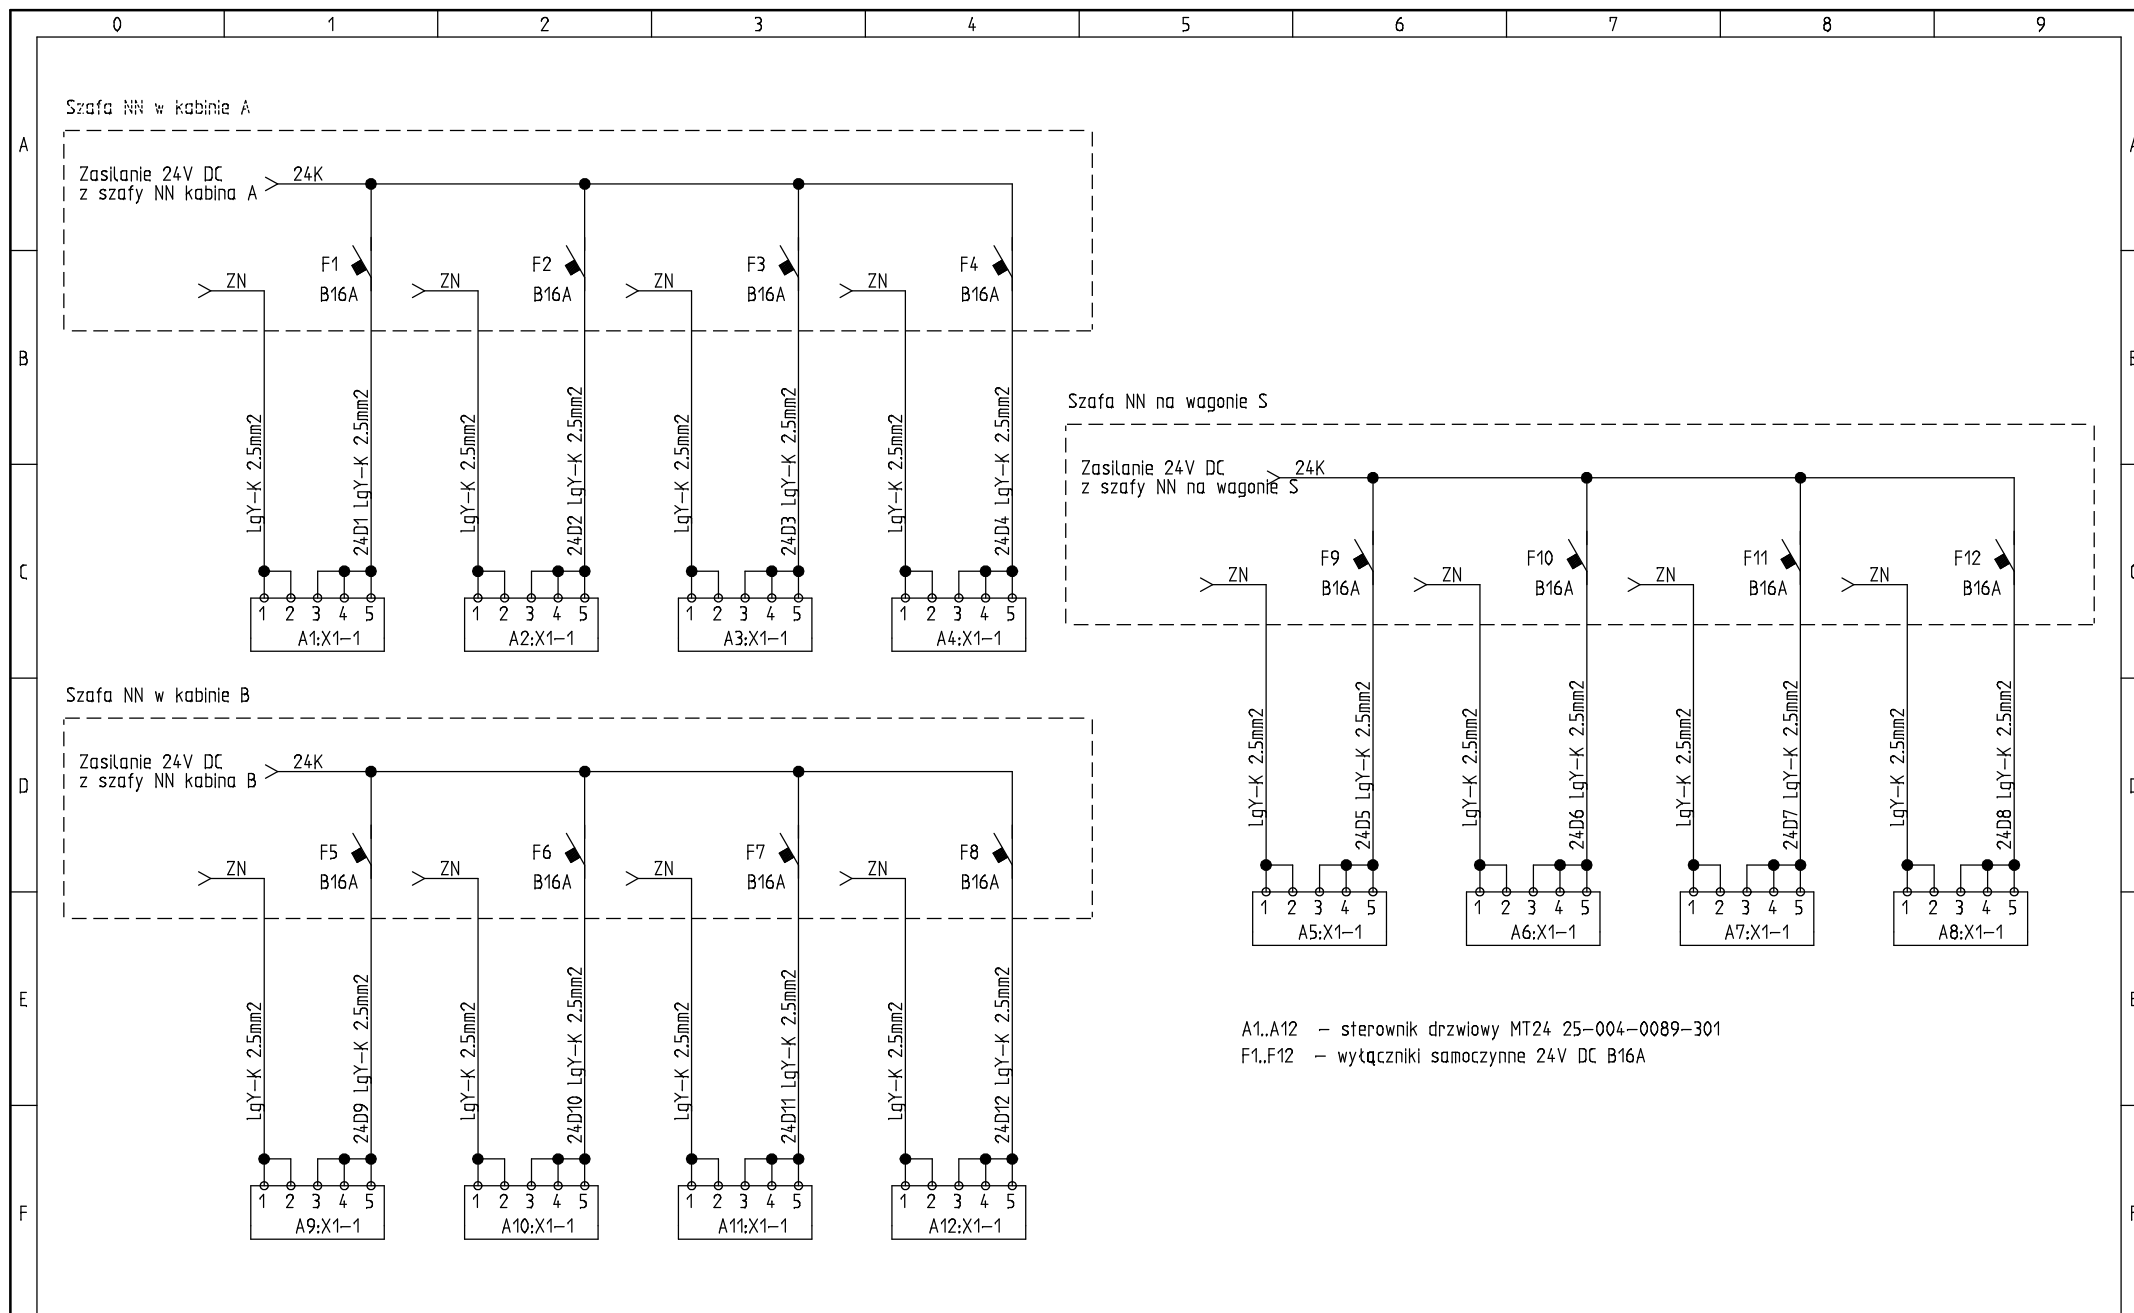 0 1 2 3 4 5 6 7 8 9
A
B
C
D
E
F
Szafa NN w kabinie A
Zasilanie 24V DC
z szafy NN kabina A
24K
ZN F1 ZN F2 ZN F3 ZN F4
B16A B16A B16A B16A
LgY-K 2.5mm2
24D1 LgY-K 2.5mm2
LgY-K 2.5mm2
24D2 LgY-K 2.5mm2
LgY-K 2.5mm2
24D3 LgY-K 2.5mm2
LgY-K 2.5mm2
24D4 LgY-K 2.5mm2
1 2 3 4 5 1 2 3 4 5 1 2 3 4 5 1 2 3 4 5
A1:X1-1 A2:X1-1 A3:X1-1 A4:X1-1
Szafa NN w kabinie B
Zasilanie 24V DC
z szafy NN kabina B
24K
ZN F5 ZN F6 ZN F7 ZN F8
B16A B16A B16A B16A
LgY-K 2.5mm2
24D9 LgY-K 2.5mm2
LgY-K 2.5mm2
24D10 LgY-K 2.5mm2
LgY-K 2.5mm2
24D11 LgY-K 2.5mm2
LgY-K 2.5mm2
24D12 LgY-K 2.5mm2
1 2 3 4 5 1 2 3 4 5 1 2 3 4 5 1 2 3 4 5
A9:X1-1 A10:X1-1 A11:X1-1 A12:X1-1
Szafa NN na wagonie S
Zasilanie 24V DC
z szafy NN na wagonie S
24K
ZN F9 ZN F10 ZN F11 ZN F12
B16A B16A B16A B16A
LgY-K 2.5mm2
24D5 LgY-K 2.5mm2
LgY-K 2.5mm2
24D6 LgY-K 2.5mm2
LgY-K 2.5mm2
24D7 LgY-K 2.5mm2
LgY-K 2.5mm2
24D8 LgY-K 2.5mm2
1 2 3 4 5 1 2 3 4 5 1 2 3 4 5 1 2 3 4 5
A5:X1-1 A6:X1-1 A7:X1-1 A8:X1-1
A1..A12 - sterownik drzwiowy MT24 25-004-0089-301
F1..F12 - wyłączniki samoczynne 24V DC B16A